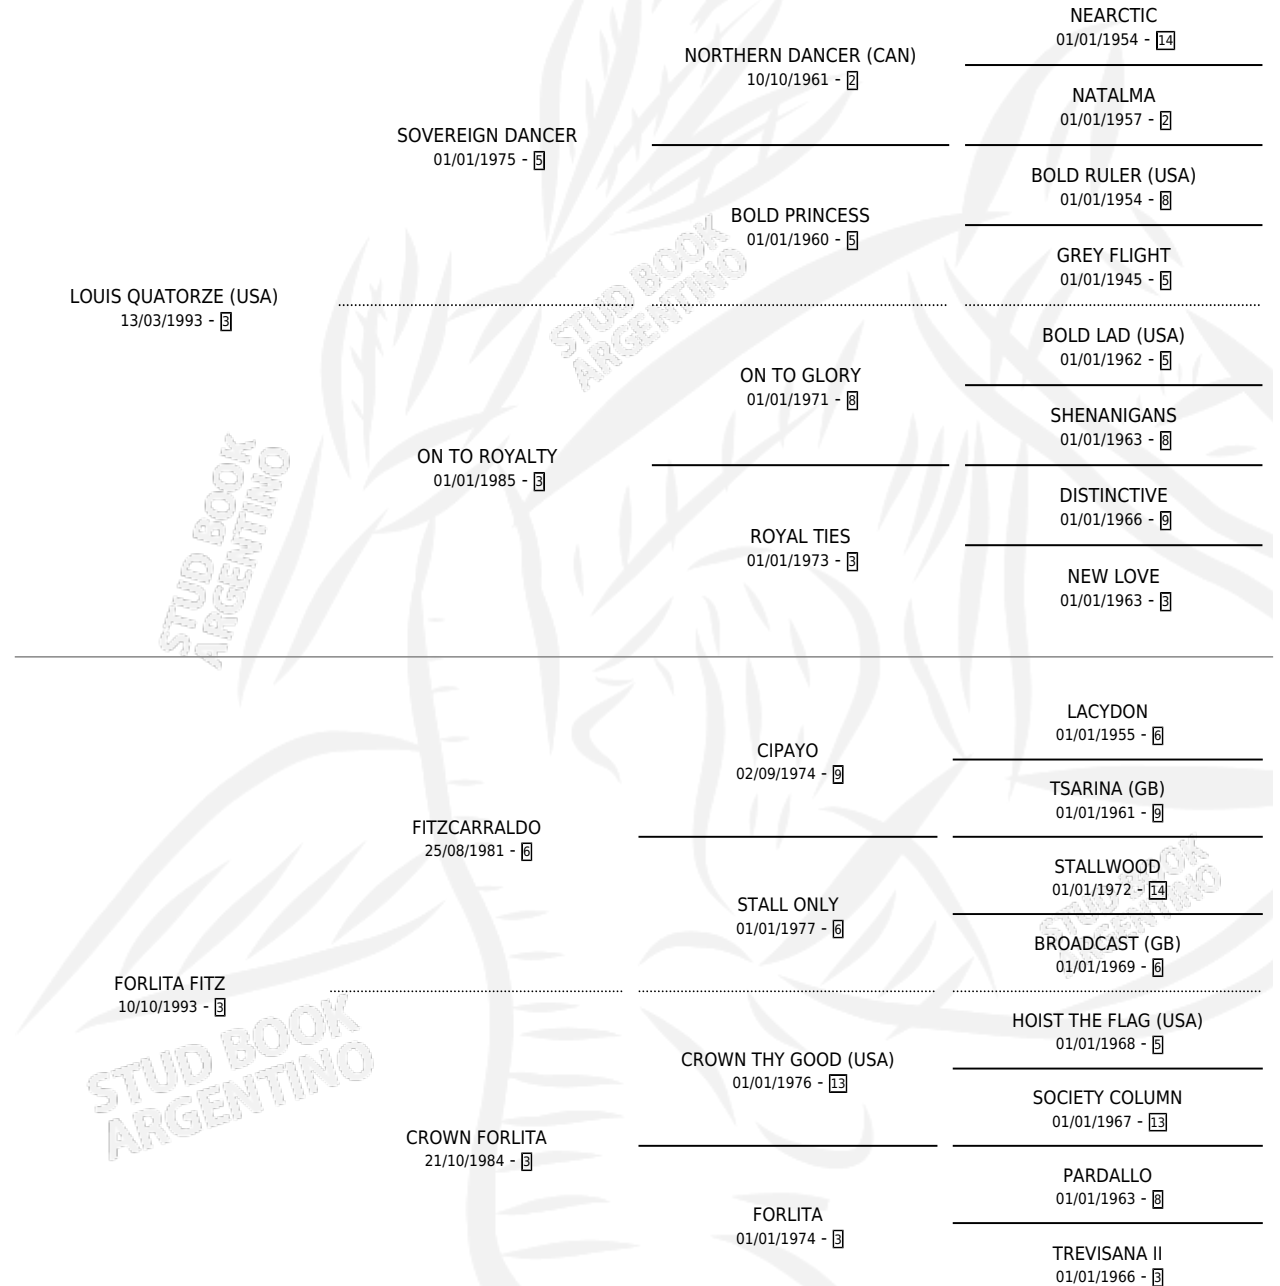 NEARCTIC
01/01/1954 - 14
NORTHERN DANCER (CAN)
10/10/1961 - 2
NATALMA
01/01/1957 - 2
SOVEREIGN DANCER
01/01/1975 - 5
BOLD RULER (USA)
01/01/1954 - 8
BOLD PRINCESS
01/01/1960 - 5
GREY FLIGHT
01/01/1945 - 5
LOUIS QUATORZE (USA)
13/03/1993 - 3
BOLD LAD (USA)
01/01/1962 - 5
ON TO GLORY
01/01/1971 - 8
SHENANIGANS
01/01/1963 - 8
ON TO ROYALTY
01/01/1985 - 3
DISTINCTIVE
01/01/1966 - 9
ROYAL TIES
01/01/1973 - 3
NEW LOVE
01/01/1963 - 3
LACYDON
01/01/1955 - 6
CIPAYO
02/09/1974 - 9
TSARINA (GB)
01/01/1961 - 9
FITZCARRALDO
25/08/1981 - 6
STALLWOOD
01/01/1972 - 14
STALL ONLY
01/01/1977 - 6
BROADCAST (GB)
01/01/1969 - 6
FORLITA FITZ
10/10/1993 - 3
HOIST THE FLAG (USA)
01/01/1968 - 5
CROWN THY GOOD (USA)
01/01/1976 - 13
SOCIETY COLUMN
01/01/1967 - 13
CROWN FORLITA
21/10/1984 - 3
PARDALLO
01/01/1963 - 8
FORLITA
01/01/1974 - 3
TREVISANA II
01/01/1966 - 3
STUD BOOK
ARGENTINO
STUD BOOK
ARGENTINO
STUD BOOK
ARGENTINO
STUD BOOK
ARGENTINO